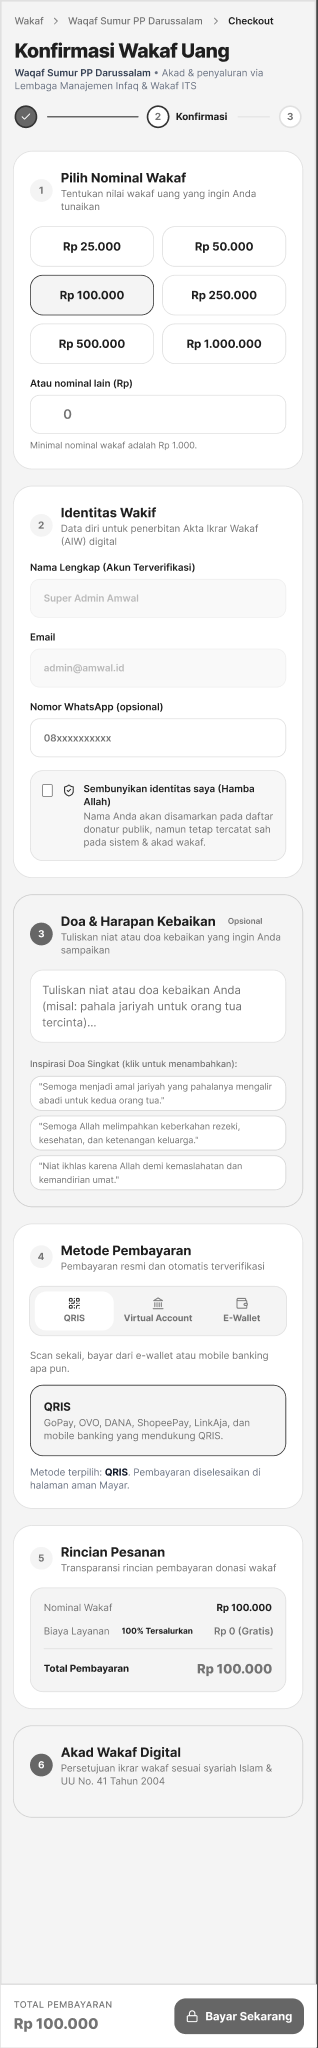 Wakaf > Waqaf Sumur PP Darussalam > Checkout
Konfirmasi Wakaf Uang
Waqaf Sumur PP Darussalam • Akad & penyaluran via
Lembaga Manajemen Infaq & Wakaf ITS
2 Konfirmasi 3
1 Pilih Nominal Wakaf
Tentukan nilai wakaf uang yang ingin Anda
tunaikan
Rp 25.000 Rp 50.000
Rp 100.000 Rp 250.000
Rp 500.000 Rp 1.000.000
Atau nominal lain (Rp)
0
Minimal nominal wakaf adalah Rp 1.000.
2 Identitas Wakif
Data diri untuk penerbitan Akta Ikrar Wakaf
(AIW) digital
Nama Lengkap (Akun Terverifikasi)
Super Admin Amwal
Email
admin@amwal.id
Nomor WhatsApp (opsional)
08xxxxxxxxxx
Sembunyikan identitas saya (Hamba
Allah)
Nama Anda akan disamarkan pada daftar
donatur publik, namun tetap tercatat sah
pada sistem & akad wakaf.
3 Doa & Harapan Kebaikan Opsional
Tuliskan niat atau doa kebaikan yang ingin Anda
sampaikan
Tuliskan niat atau doa kebaikan Anda
(misal: pahala jariyah untuk orang tua
tercinta)...
Inspirasi Doa Singkat (klik untuk menambahkan):
"Semoga menjadi amal jariyah yang pahalanya mengalir
abadi untuk kedua orang tua."
"Semoga Allah melimpahkan keberkahan rezeki,
kesehatan, dan ketenangan keluarga."
"Niat ikhlas karena Allah demi kemaslahatan dan
kemandirian umat."
4 Metode Pembayaran
Pembayaran resmi dan otomatis terverifikasi
QRIS Virtual Account E-Wallet
Scan sekali, bayar dari e-wallet atau mobile banking
apa pun.
QRIS
GoPay, OVO, DANA, ShopeePay, LinkAja, dan
mobile banking yang mendukung QRIS.
Metode terpilih: QRIS. Pembayaran diselesaikan di
halaman aman Mayar.
5 Rincian Pesanan
Transparansi rincian pembayaran donasi wakaf
Nominal Wakaf Rp 100.000
Biaya Layanan 100% Tersalurkan Rp 0 (Gratis)
Total Pembayaran Rp 100.000
6 Akad Wakaf Digital
Persetujuan ikrar wakaf sesuai syariah Islam &
UU No. 41 Tahun 2004
TOTAL PEMBAYARAN
Rp 100.000
Bayar Sekarang